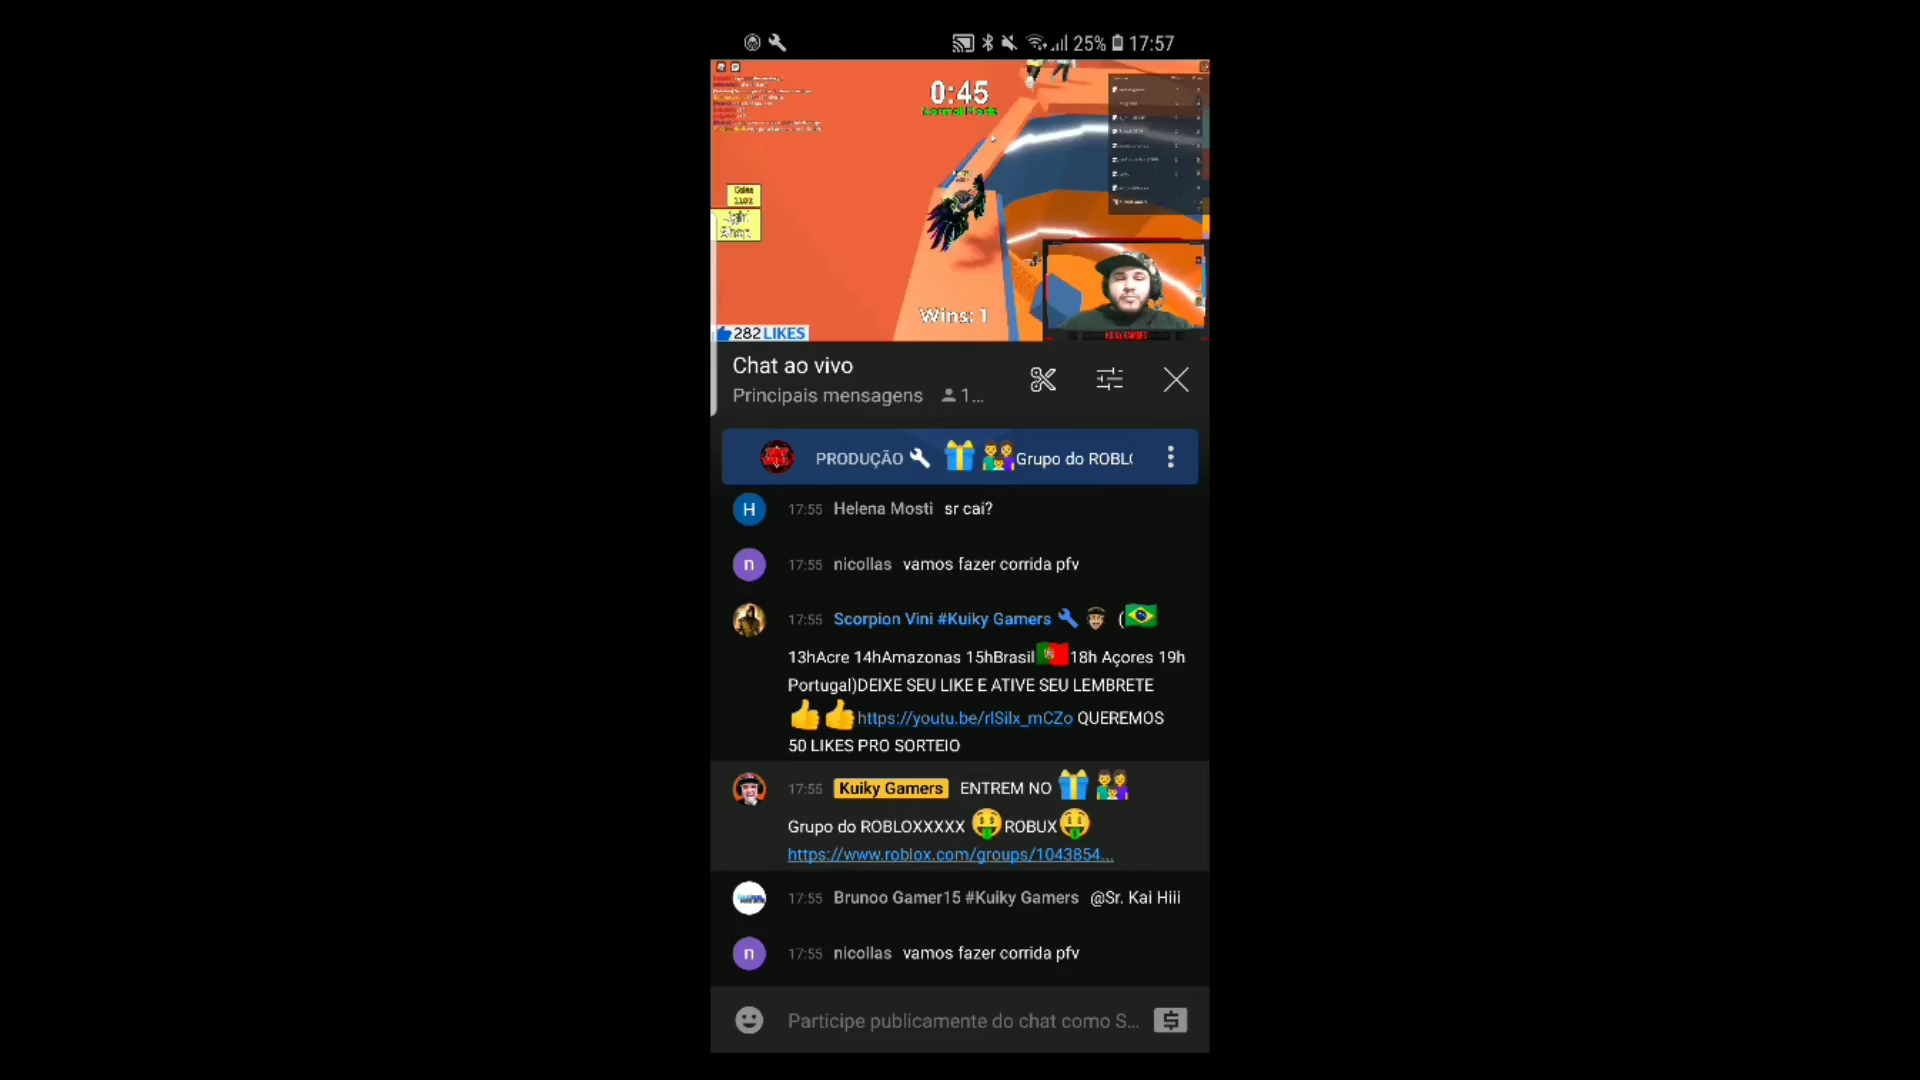 25% 17:57
0:45
Coins
1102
Shop
Wins: 1
282 LIKES
KUIKY GAMERS
Chat ao vivo
Principais mensagens 1...
PRODUÇÃO Grupo do ROBL
17:55 Helena Mosti sr cai?
17:55 nicollas vamos fazer corrida pfv
17:55 Scorpion Vini #Kuiky Gamers (
13hAcre 14hAmazonas 15hBrasil 18h Açores 19h
Portugal)DEIXE SEU LIKE E ATIVE SEU LEMBRETE
https://youtu.be/rlSilx_mCZo QUEREMOS
50 LIKES PRO SORTEIO
17:55 Kuiky Gamers ENTREM NO
Grupo do ROBLOXXXXX ROBUX
https://www.roblox.com/groups/1043854...
17:55 Brunoo Gamer15 #Kuiky Gamers @Sr. Kai Hiii
17:55 nicollas vamos fazer corrida pfv
Participe publicamente do chat como S...